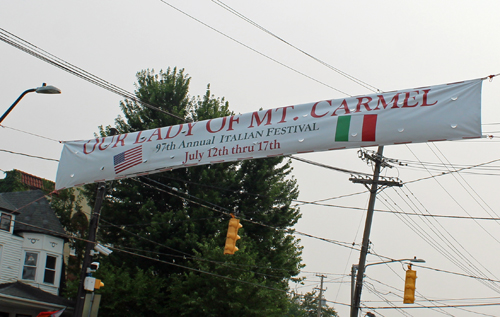 OUR LADY OF MT. CARMEL
97th Annual Italian Festival
July 12th thru 17th